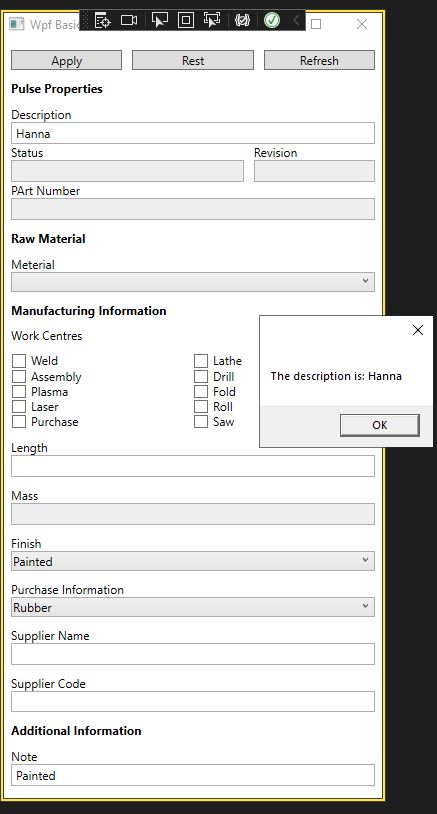 Wpf Basic
Apply Rest Refresh
Pulse Properties
Description
Hanna
Status Revision
PArt Number
Raw Material
Meterial
Manufacturing Information
Work Centres
Weld Lathe
Assembly Drill
Plasma Fold
Laser Roll
Purchase Saw
The description is: Hanna
OK
Length
Mass
Finish
Painted
Purchase Information
Rubber
Supplier Name
Supplier Code
Additional Information
Note
Painted